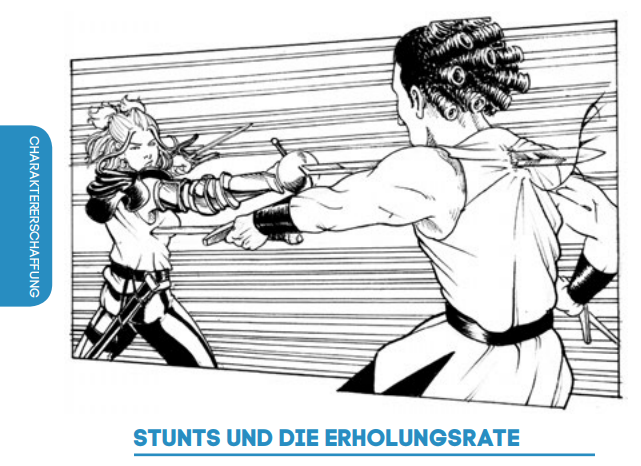 CHARAKTERERSCHAFFUNG
STUNTS UND DIE ERHOLUNGSRATE